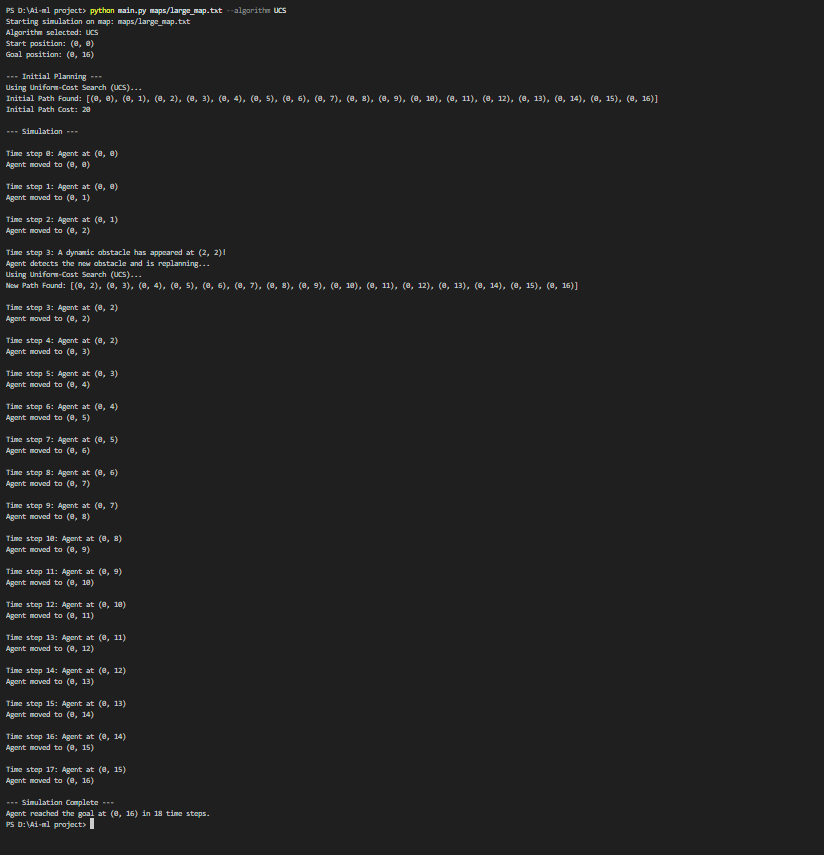 PS D:\Ai-ml project> python main.py maps/large_map.txt --algorithm UCS
Starting simulation on map: maps/large_map.txt
Algorithm selected: UCS
Start position: (0, 0)
Goal position: (0, 16)
--- Initial Planning ---
Using Uniform-Cost Search (UCS)...
Initial Path Found: [(0, 0), (0, 1), (0, 2), (0, 3), (0, 4), (0, 5), (0, 6), (0, 7), (0, 8), (0, 9), (0, 10), (0, 11), (0, 12), (0, 13), (0, 14), (0, 15), (0, 16)]
Initial Path Cost: 20
--- Simulation ---
Time step 0: Agent at (0, 0)
Agent moved to (0, 0)
Time step 1: Agent at (0, 0)
Agent moved to (0, 1)
Time step 2: Agent at (0, 1)
Agent moved to (0, 2)
Time step 3: A dynamic obstacle has appeared at (2, 2)!
Agent detects the new obstacle and is replanning...
Using Uniform-Cost Search (UCS)...
New Path Found: [(0, 2), (0, 3), (0, 4), (0, 5), (0, 6), (0, 7), (0, 8), (0, 9), (0, 10), (0, 11), (0, 12), (0, 13), (0, 14), (0, 15), (0, 16)]
Time step 3: Agent at (0, 2)
Agent moved to (0, 2)
Time step 4: Agent at (0, 2)
Agent moved to (0, 3)
Time step 5: Agent at (0, 3)
Agent moved to (0, 4)
Time step 6: Agent at (0, 4)
Agent moved to (0, 5)
Time step 7: Agent at (0, 5)
Agent moved to (0, 6)
Time step 8: Agent at (0, 6)
Agent moved to (0, 7)
Time step 9: Agent at (0, 7)
Agent moved to (0, 8)
Time step 10: Agent at (0, 8)
Agent moved to (0, 9)
Time step 11: Agent at (0, 9)
Agent moved to (0, 10)
Time step 12: Agent at (0, 10)
Agent moved to (0, 11)
Time step 13: Agent at (0, 11)
Agent moved to (0, 12)
Time step 14: Agent at (0, 12)
Agent moved to (0, 13)
Time step 15: Agent at (0, 13)
Agent moved to (0, 14)
Time step 16: Agent at (0, 14)
Agent moved to (0, 15)
Time step 17: Agent at (0, 15)
Agent moved to (0, 16)
--- Simulation Complete ---
Agent reached the goal at (0, 16) in 18 time steps.
PS D:\Ai-ml project>